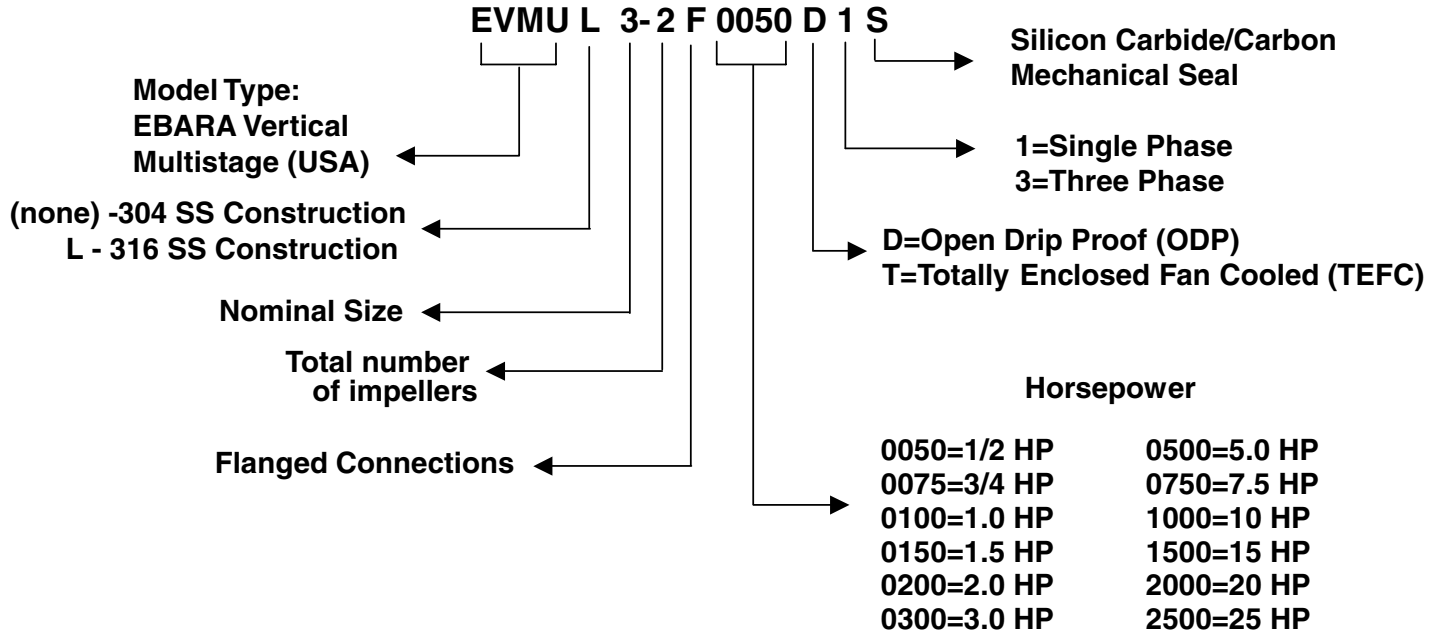 EVMU L 3-2 F 0050 D 1 S
Silicon Carbide/Carbon
Mechanical Seal
Model Type:
EBARA Vertical
Multistage (USA)
1=Single Phase
3=Three Phase
(none) -304 SS Construction
L - 316 SS Construction
D=Open Drip Proof (ODP)
T=Totally Enclosed Fan Cooled (TEFC)
Nominal Size
Total number
of impellers
Flanged Connections
Horsepower
0050=1/2 HP
0075=3/4 HP
0100=1.0 HP
0150=1.5 HP
0200=2.0 HP
0300=3.0 HP
0500=5.0 HP
0750=7.5 HP
1000=10 HP
1500=15 HP
2000=20 HP
2500=25 HP